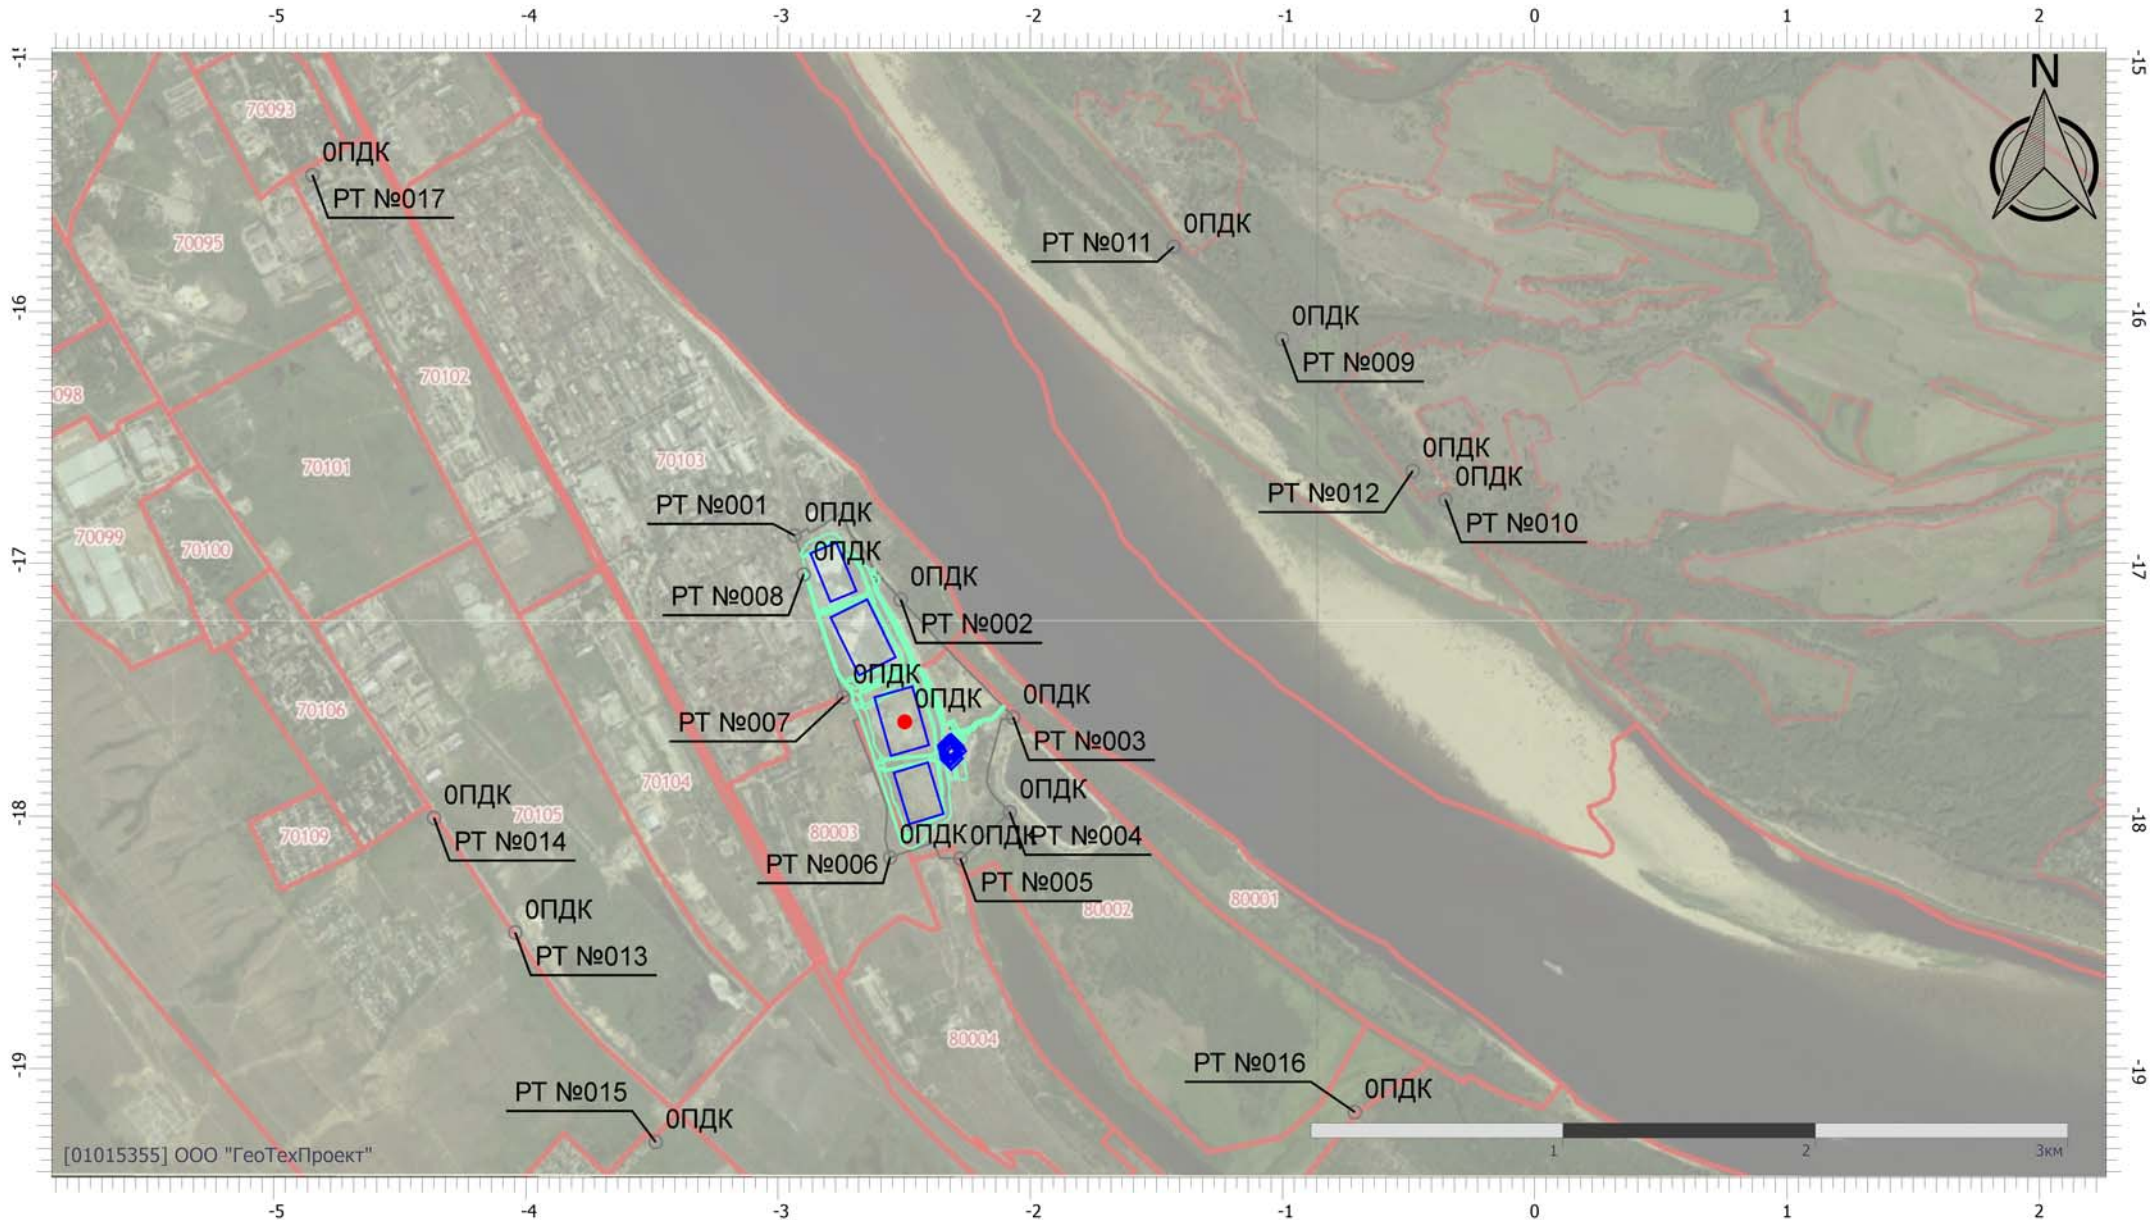 -5 -4 -3 -2 -1 0 1 2
-15
N
70093
0ПДК
РТ №017
70095
0ПДК
РТ №011
-16 -16
0ПДК
РТ №009
70102
098
0ПДК
70103
70101
0ПДК
РТ №012
РТ №001
0ПДК
РТ №010
70099
70100
0ПДК
-17 -17
0ПДК
РТ №008
РТ №002
0ПДК
0ПДК
0ПДК
70106
РТ №007
РТ №003
70104
0ПДК
0ПДК
-18 -18
70105
70109
РТ №014
80003
0ПДК
0ПДК
РТ №004
РТ №006
РТ №005
80001
80002
0ПДК
РТ №013
80004
-19 -19
РТ №016
0ПДК
РТ №015
0ПДК
[01015355] ООО "ГеоТехПроект"
1 2 3км
-5 -4 -3 -2 -1 0 1 2